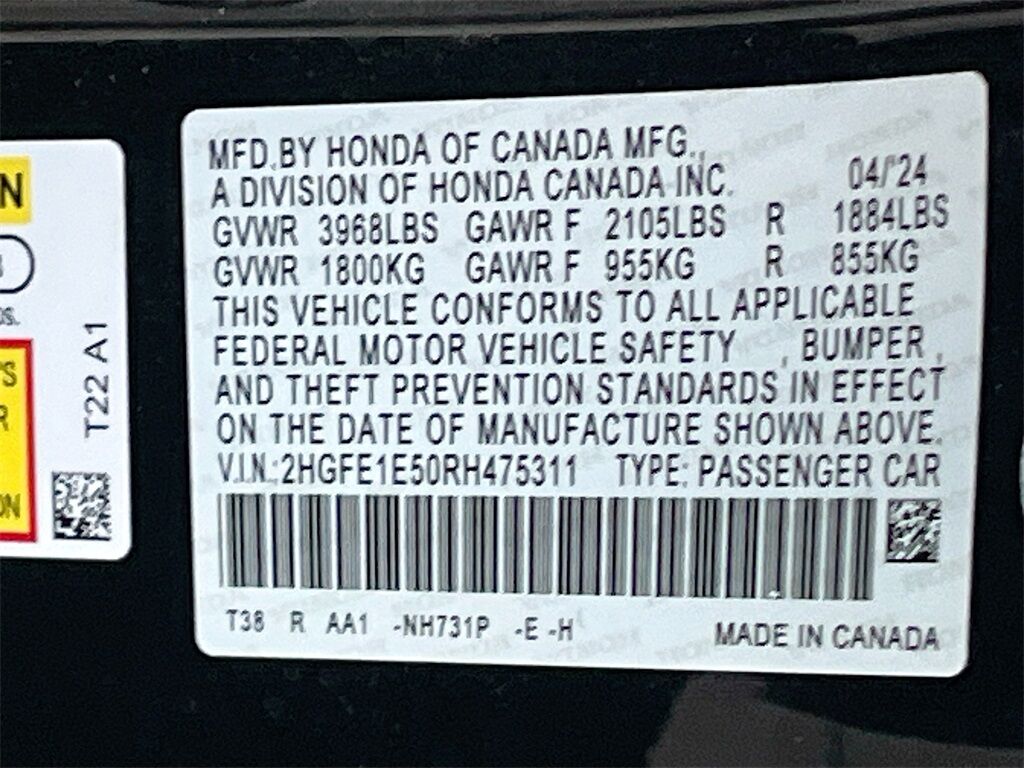 N
S.
PS
R
ON
T22 A1
MFD.BY HONDA OF CANADA MFG.,
A DIVISION OF HONDA CANADA INC. 04/'24
GVWR 3968LBS GAWR F 2105LBS R 1884LBS
GVWR 1800KG GAWR F 955KG R 855KG
THIS VEHICLE CONFORMS TO ALL APPLICABLE
FEDERAL MOTOR VEHICLE SAFETY , BUMPER ,
AND THEFT PREVENTION STANDARDS IN EFFECT
ON THE DATE OF MANUFACTURE SHOWN ABOVE.
V.I.N.:2HGFE1E50RH475311 TYPE: PASSENGER CAR
T38 R AA1 -NH731P -E -H
MADE IN CANADA